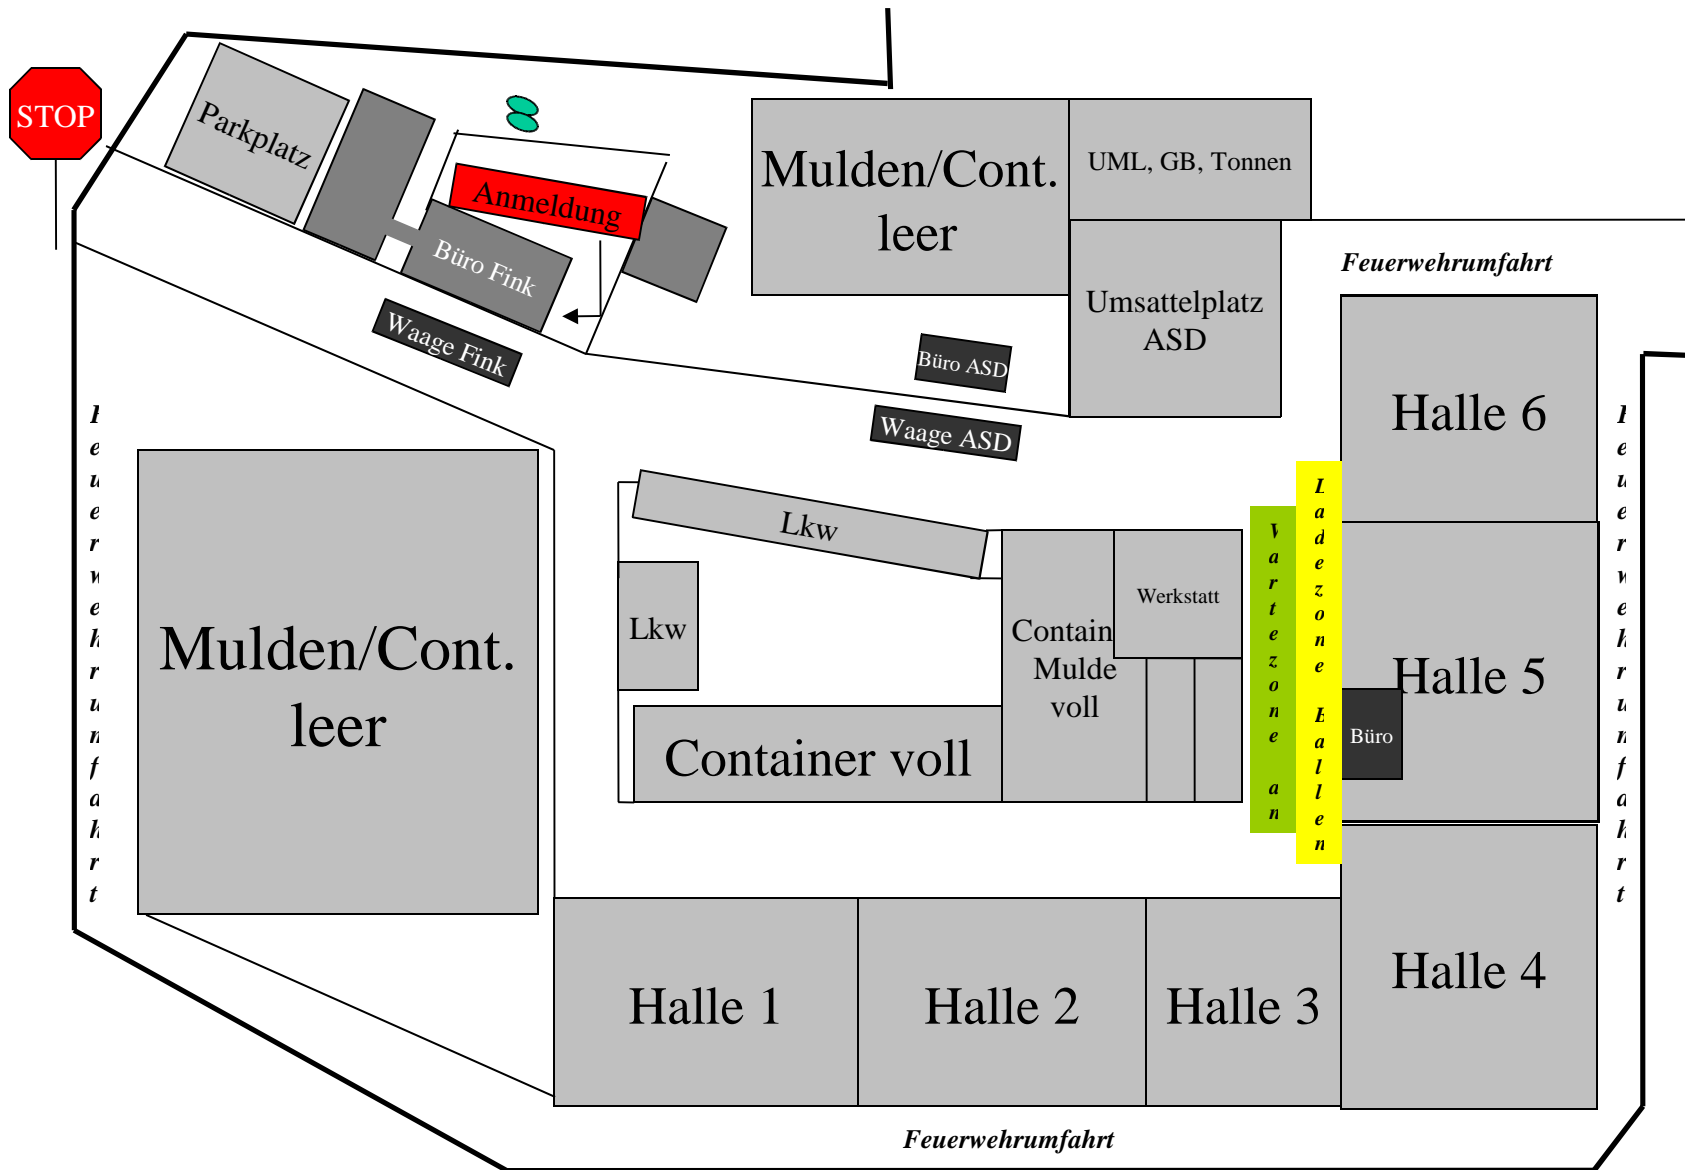 STOP
Parkplatz
Anmeldung
Büro Fink
Waage Fink
Mulden/Cont.
leer
UML, GB, Tonnen
Umsattelplatz
ASD
Feuerwehrumfahrt
Büro ASD
Waage ASD
Halle 6
Feuerwehrumfahrt
Mulden/Cont.
leer
Lkw
Lkw
Contain
Mulde
voll
Werkstatt
Container voll
Wartezone an
Ladezone Ballen
Halle 5
Büro
Feuerwehrumfahrt
Halle 4
Halle 1
Halle 2
Halle 3
Feuerwehrumfahrt